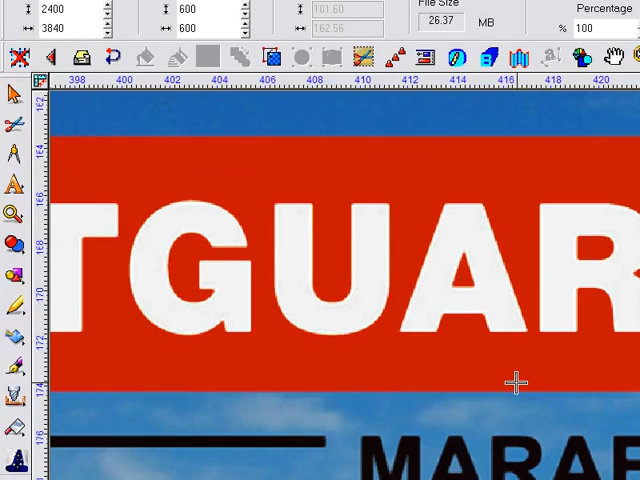 File Size
Percentage
2400
600
101.60
26.37
MB
3840
600
162.56
%
100
398 400 402 404 406 408 410 412 414 416 418 420
162
164
166
168
170
172
174
176
TGUAR
MARAB